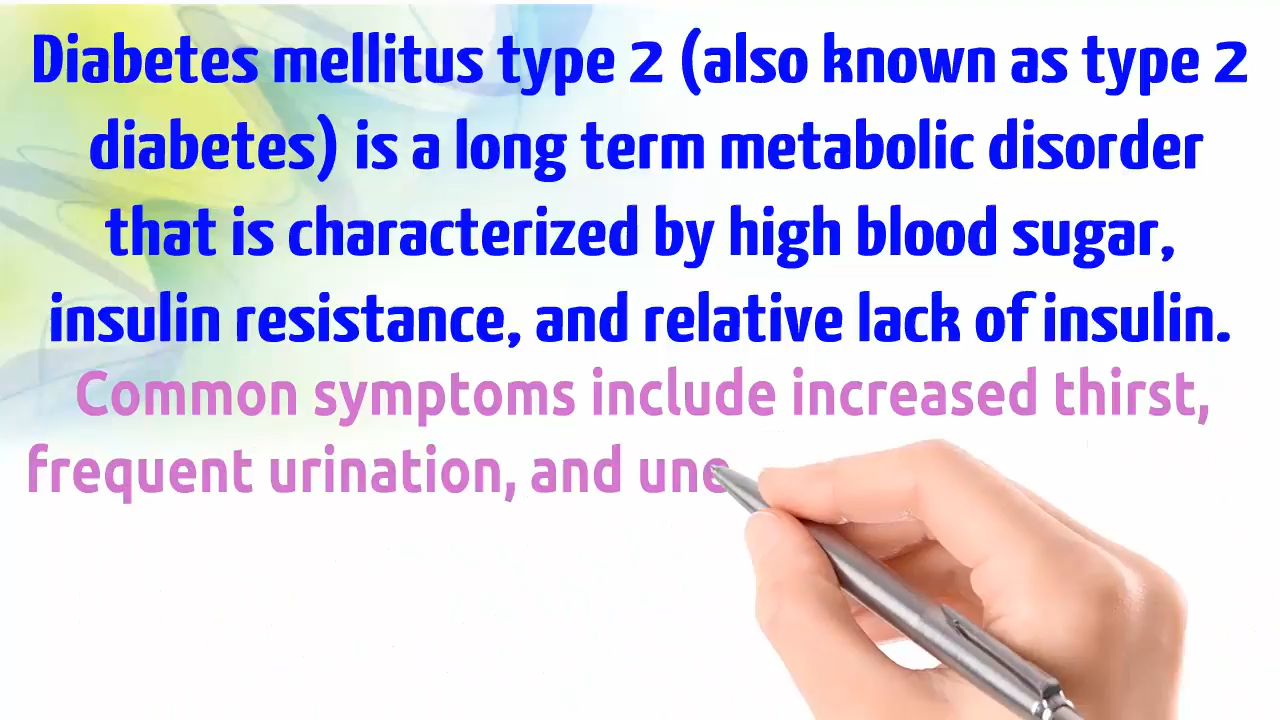 Diabetes mellitus type 2 (also known as type 2
diabetes) is a long term metabolic disorder
that is characterized by high blood sugar,
insulin resistance, and relative lack of insulin.
Common symptoms include increased thirst,
frequent urination, and une